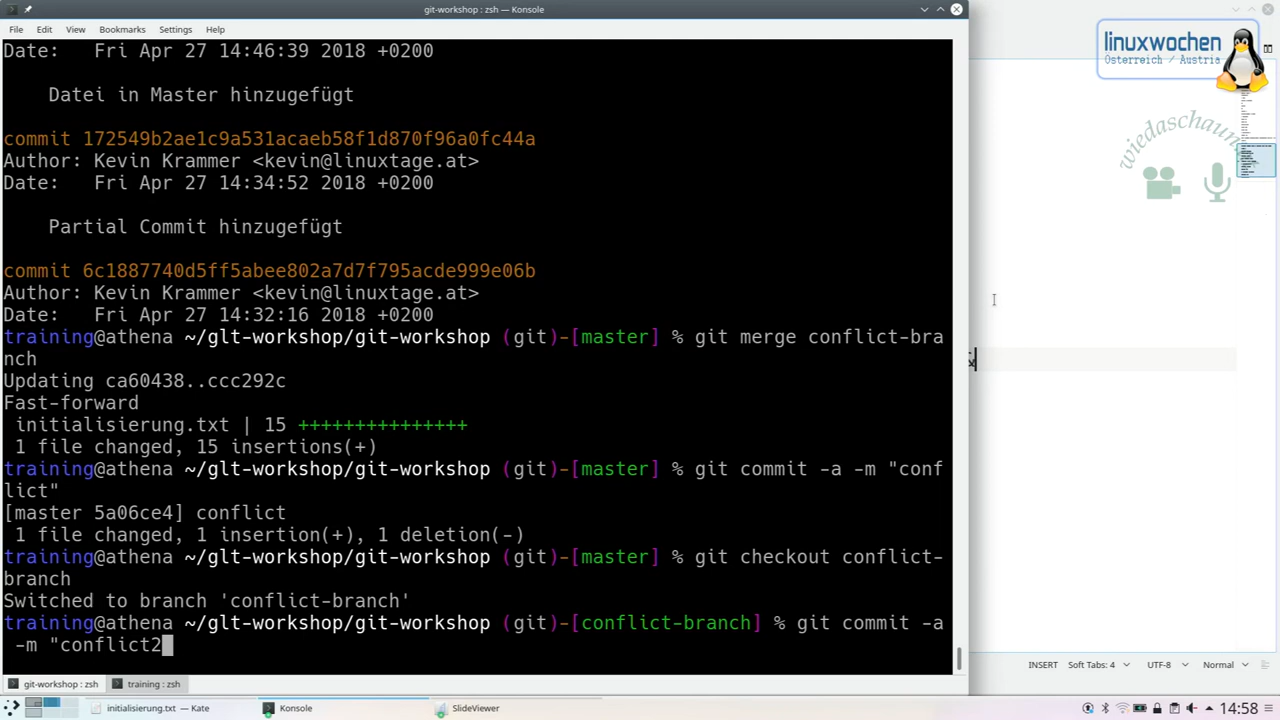 git-workshop : zsh — Konsole
File Edit View Bookmarks Settings Help
Date:   Fri Apr 27 14:46:39 2018 +0200
Datei in Master hinzugefügt
commit 172549b2ae1c9a531acaeb58f1d870f96a0fc44a
Author: Kevin Krammer <kevin@linuxtage.at>
Date:   Fri Apr 27 14:34:52 2018 +0200
Partial Commit hinzugefügt
commit 6c1887740d5ff5abee802a7d7f795acde999e06b
Author: Kevin Krammer <kevin@linuxtage.at>
Date:   Fri Apr 27 14:32:16 2018 +0200
training@athena ~/glt-workshop/git-workshop (git)-[master] % git merge conflict-bra
nch
Updating ca60438..ccc292c
Fast-forward
initialisierung.txt | 15 +++++++++++++++
1 file changed, 15 insertions(+)
training@athena ~/glt-workshop/git-workshop (git)-[master] % git commit -a -m "conf
lict"
[master 5a06ce4] conflict
1 file changed, 1 insertion(+), 1 deletion(-)
training@athena ~/glt-workshop/git-workshop (git)-[master] % git checkout conflict-
branch
Switched to branch 'conflict-branch'
training@athena ~/glt-workshop/git-workshop (git)-[conflict-branch] % git commit -a
-m "conflict2
git-workshop : zsh training : zsh
linuxwochen
Österreich / Austria
wiedaschaun
INSERT Soft Tabs: 4 UTF-8 Normal
initialisierung.txt — Kate Konsole SlideViewer 14:58